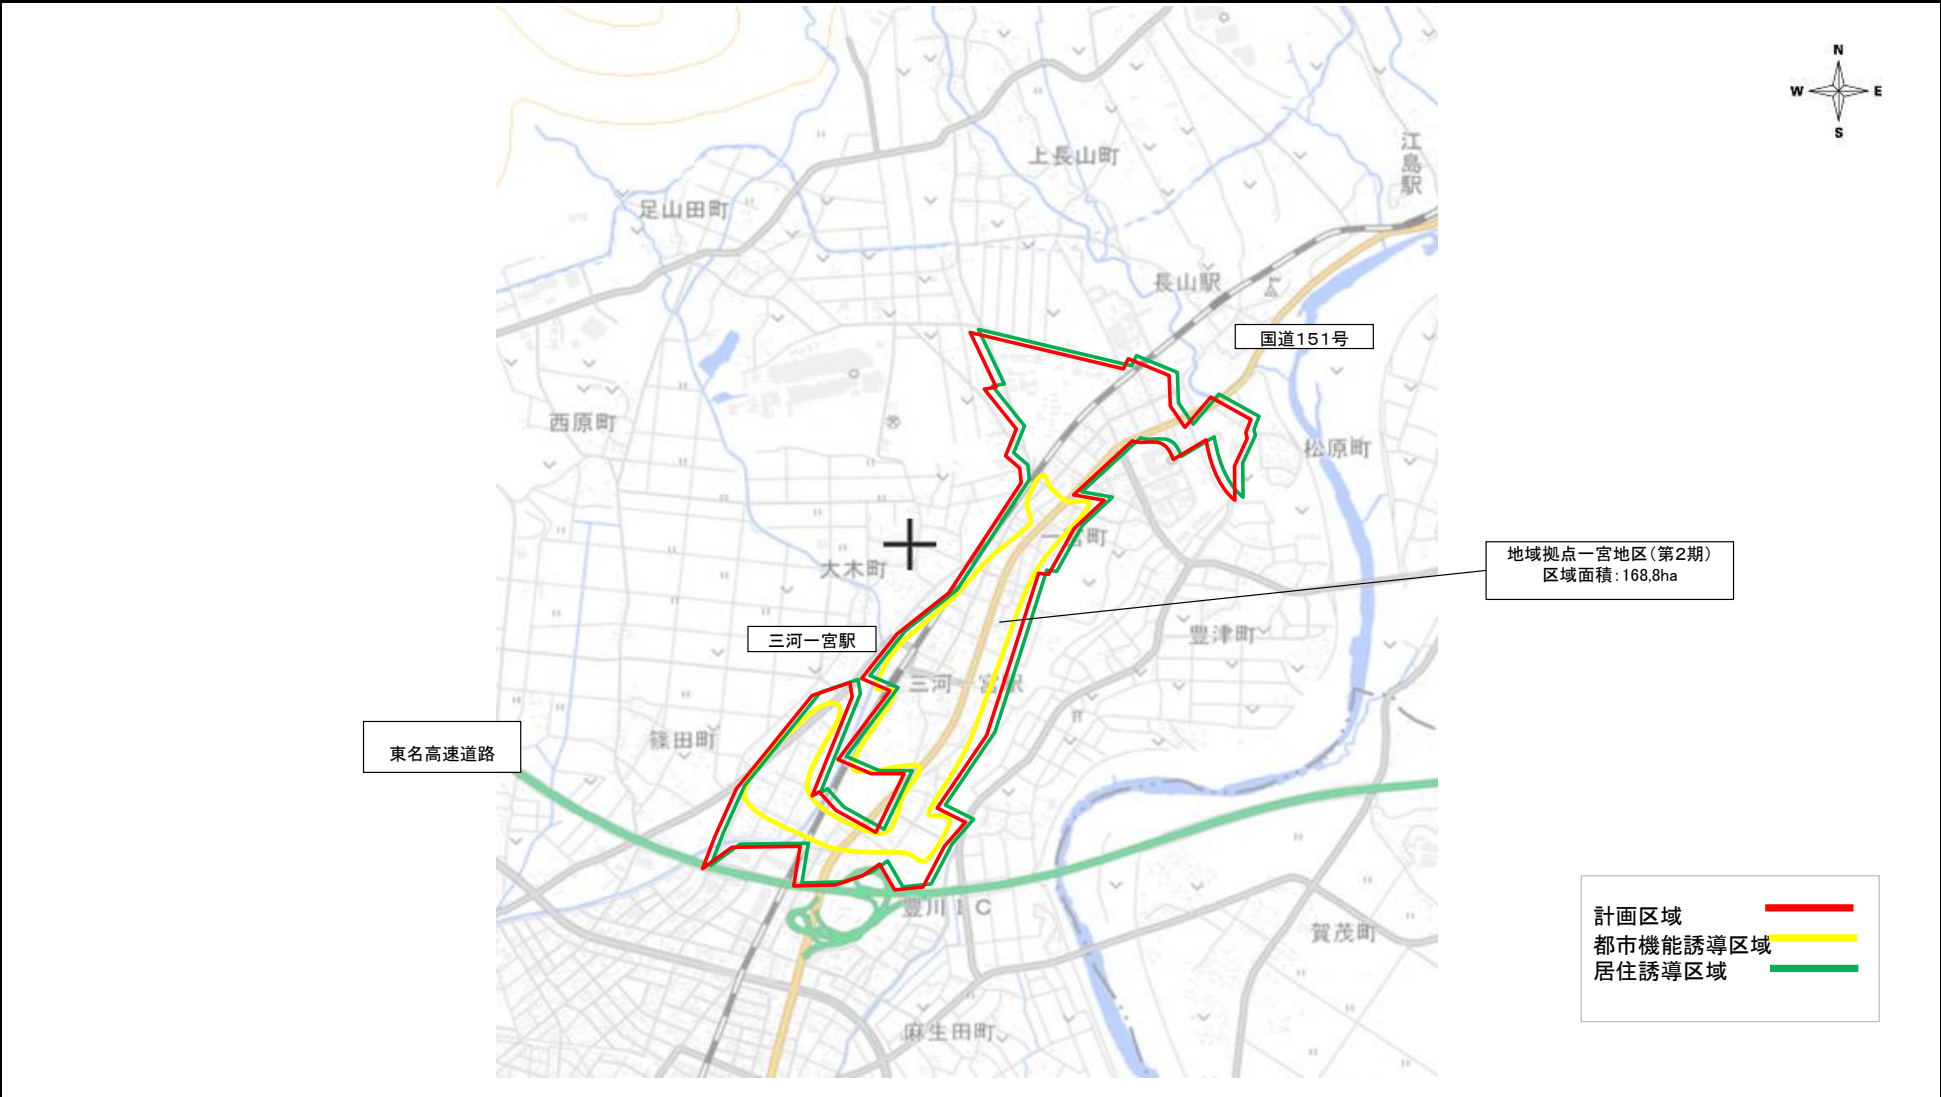 N
W E
S
江島駅
上長山町
足山田町
長山駅
国道151号
西原町
松原町
一宮町
地域拠点一宮地区(第2期)
区域面積:168,8ha
大木町
三河一宮駅
豊津町
三河一宮駅
篠田町
東名高速道路
豊川IC
賀茂町
計画区域
都市機能誘導区域
居住誘導区域
麻生田町